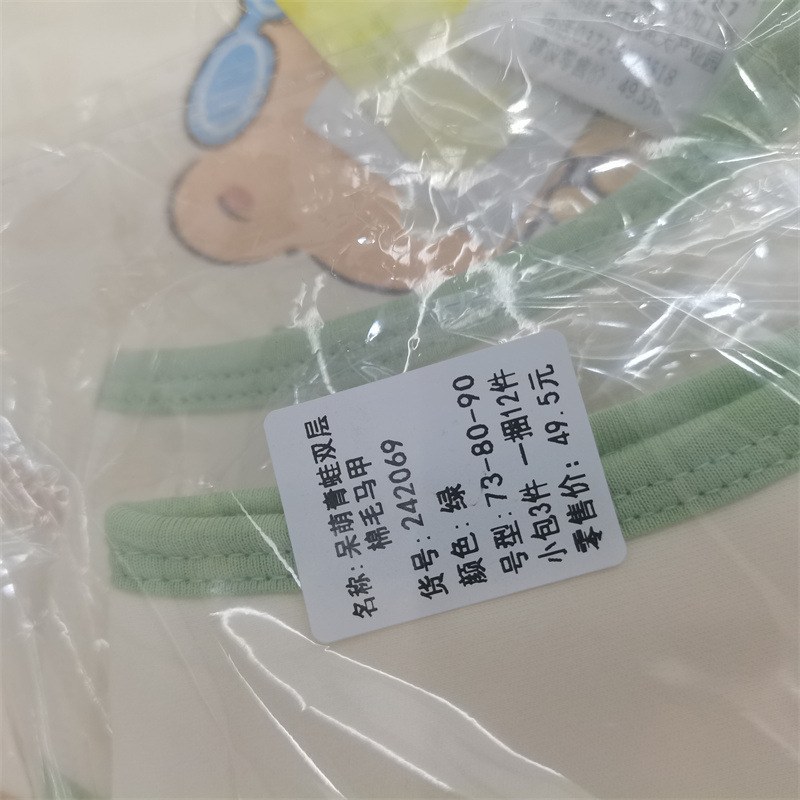 名称:呆萌青蛙双层
棉毛马甲
货号:242069
颜色:绿
号型:73-80-90
小包3件 一捆12件
零售价: 49.5元